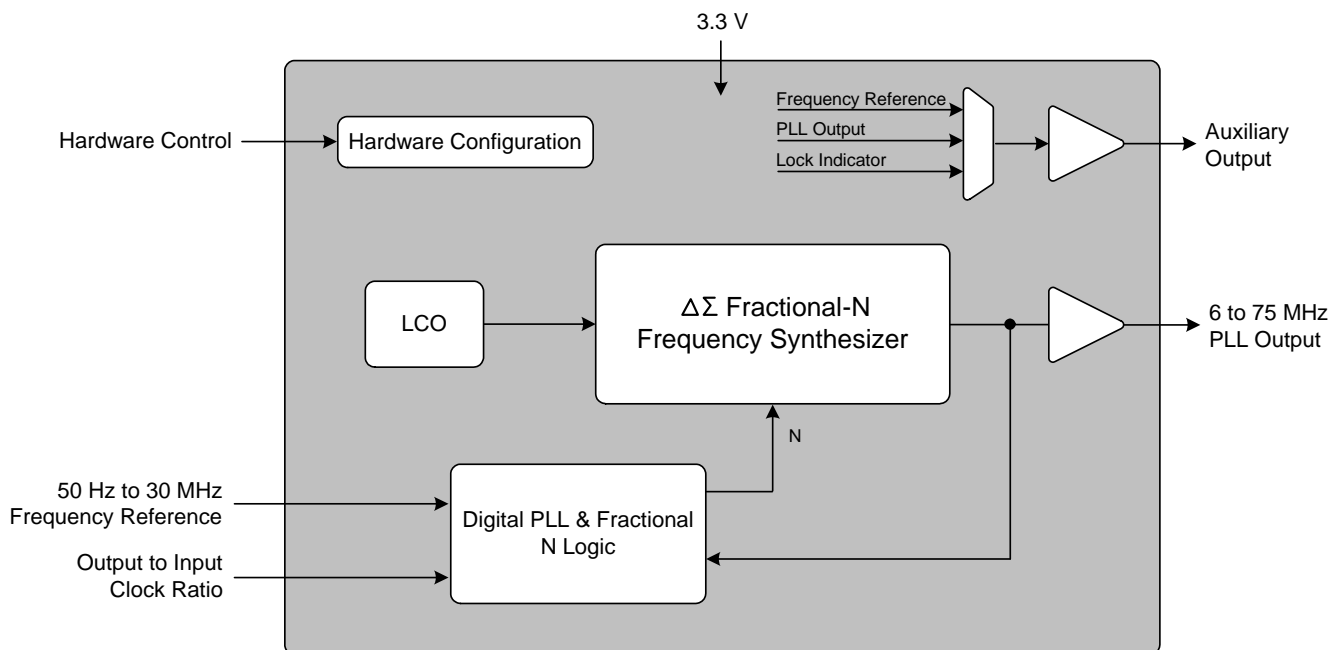 3.3 V
Hardware Control
Hardware Configuration
Frequency Reference
PLL Output
Lock Indicator
Auxiliary
Output
LCO
ΔΣ Fractional-N
Frequency Synthesizer
6 to 75 MHz
PLL Output
N
50 Hz to 30 MHz
Frequency Reference
Output to Input
Clock Ratio
Digital PLL & Fractional
N Logic